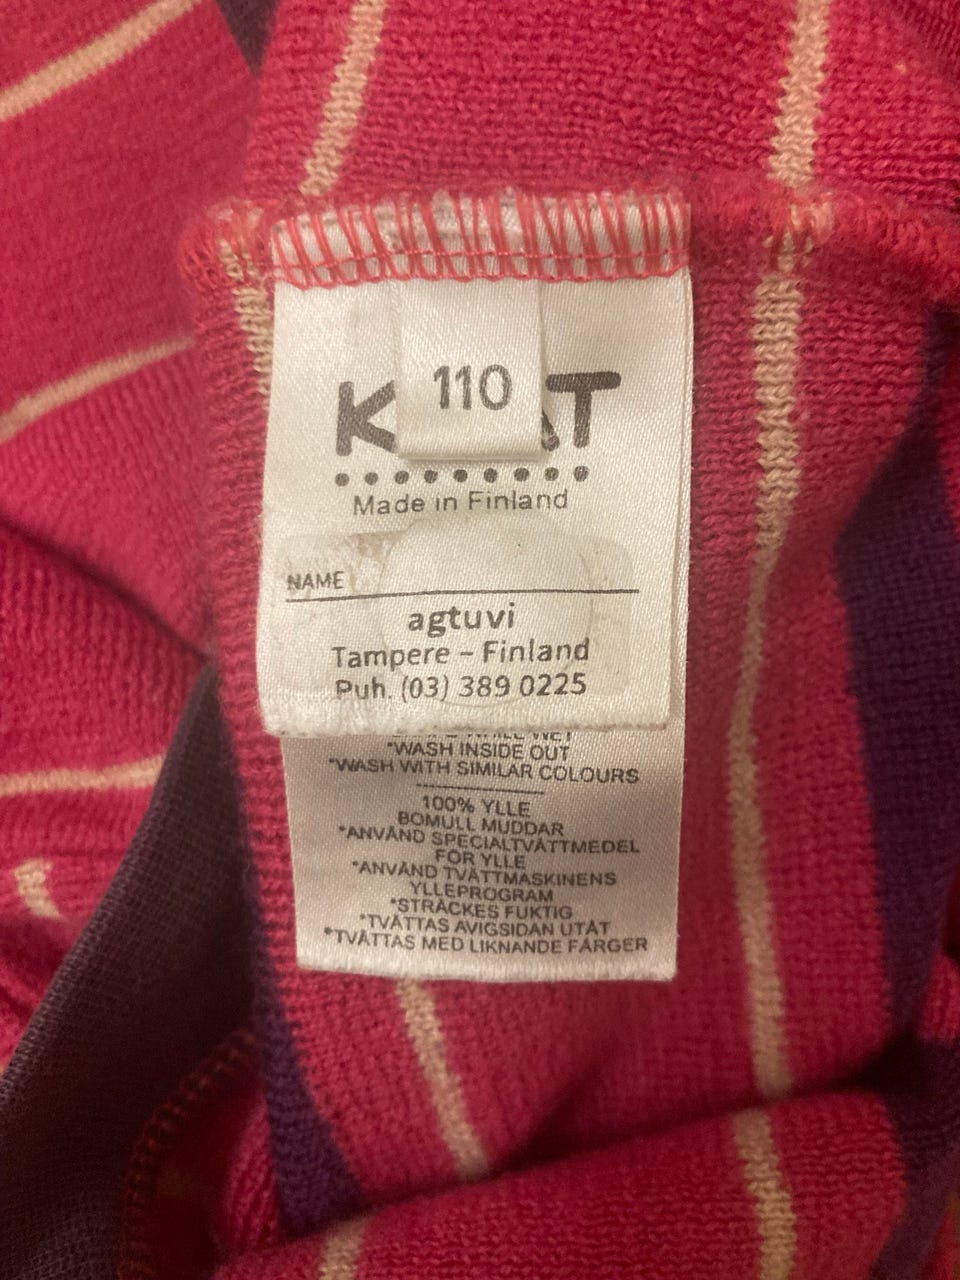 110
Made in Finland
NAME
agtuvi
Tampere – Finland
Puh. (03) 389 0225
*WASH INSIDE OUT
*WASH WITH SIMILAR COLOURS
100% YLLE
BOMULL MUDDAR
*ANVÄND SPECIALTVÄTTMEDEL
FÖR YLLE
*ANVÄND TVÄTTMASKINENS
YLLEPROGRAM
*STRÄCKES FUKTIG
*TVÄTTAS AVIGSIDAN UTÅT
*TVÄTTAS MED LIKNANDE FÄRGER